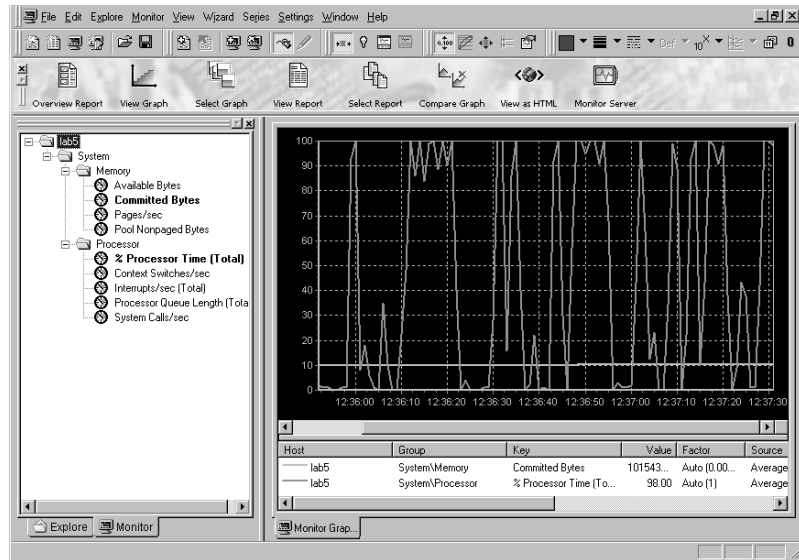 File Edit Explore Monitor View Wizard Series Settings Window Help
0.100 Def 10^x 0
Overview Report View Graph Select Graph View Report Select Report Compare Graph View as HTML Monitor Server
lab5
System
Memory
Available Bytes
Committed Bytes
Pages/sec
Pool Nonpaged Bytes
Processor
% Processor Time (Total)
Context Switches/sec
Interrupts/sec (Total)
Processor Queue Length (Tota
System Calls/sec
Explore Monitor
100
90
80
70
60
50
40
30
20
10
0
12:36:00 12:36:10 12:36:20 12:36:30 12:36:40 12:36:50 12:37:00 12:37:10 12:37:20 12:37:30
Host Group Key Value Factor Source
lab5 System\Memory Committed Bytes 101543... Auto (0.00... Average
lab5 System\Processor % Processor Time (To... 98.00 Auto (1) Average
Monitor Grap...